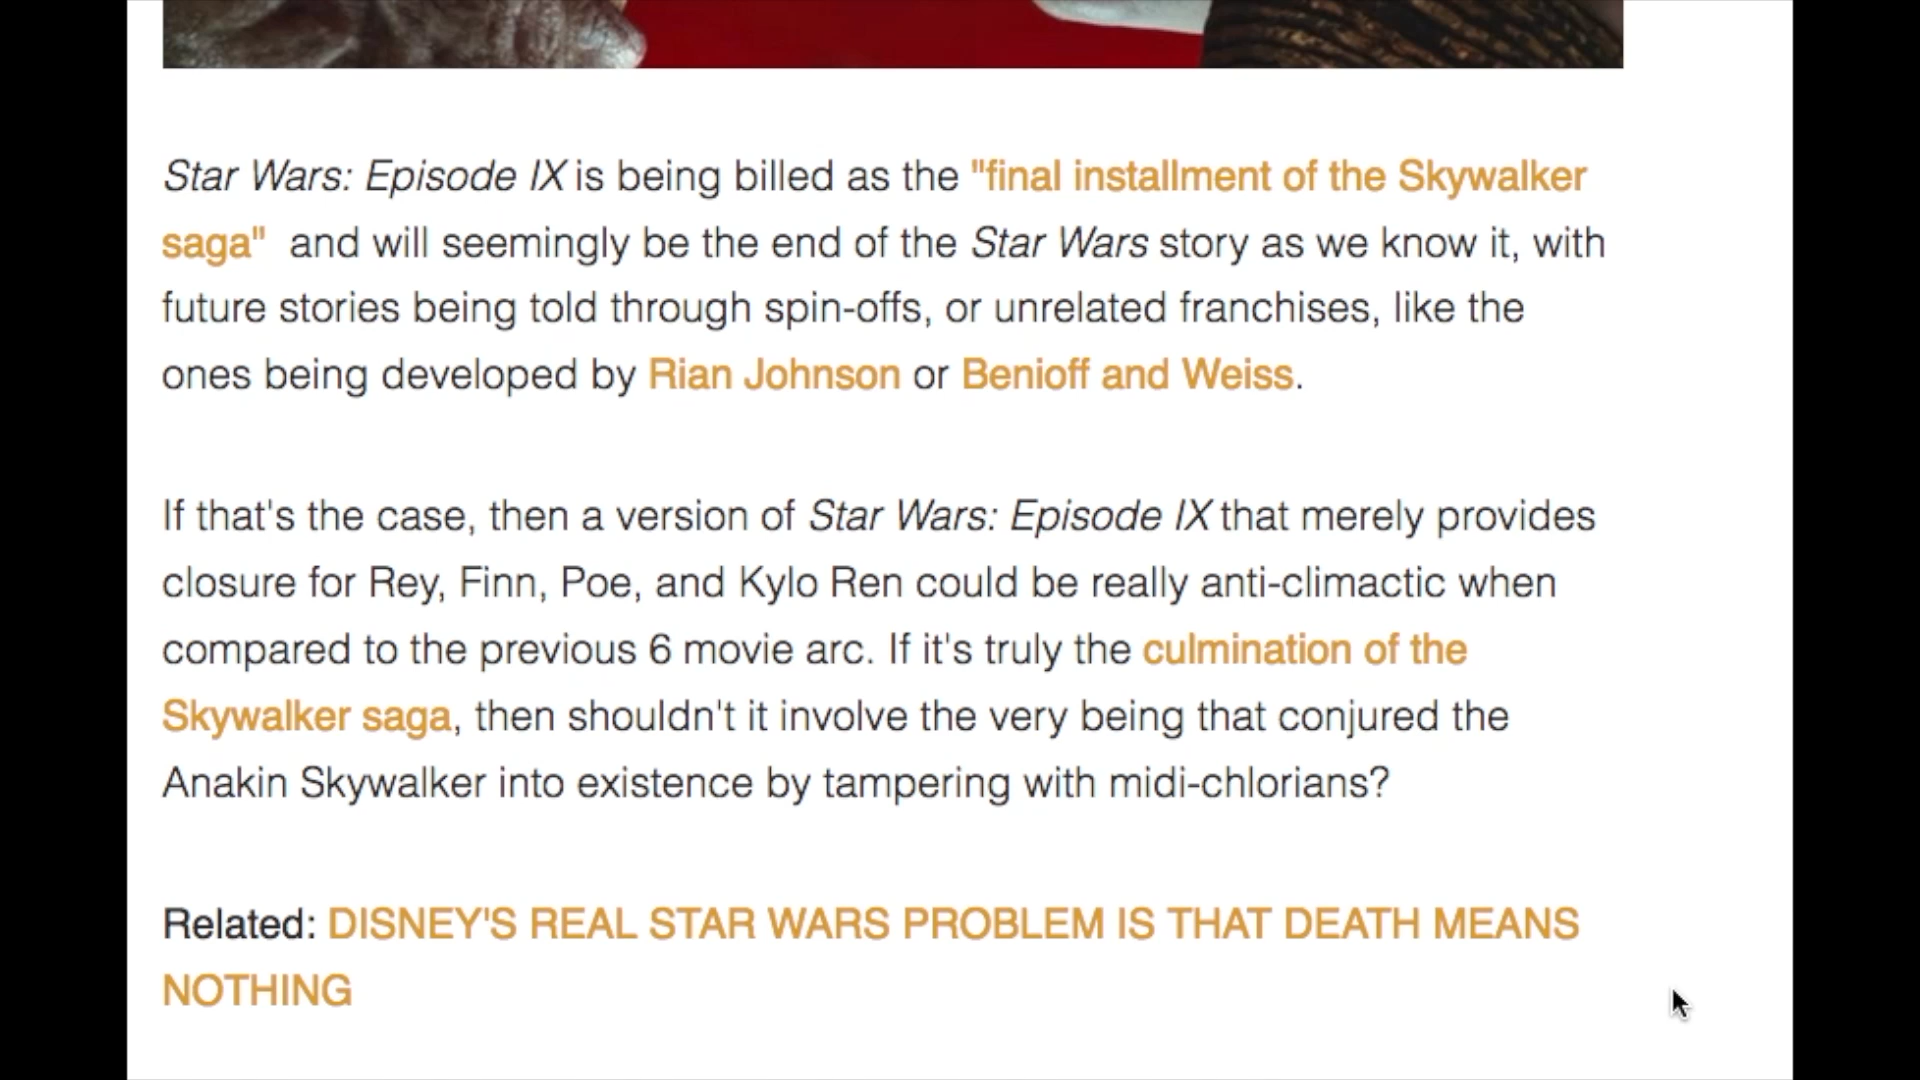 Star Wars: Episode IX is being billed as the "final installment of the Skywalker
saga" and will seemingly be the end of the Star Wars story as we know it, with
future stories being told through spin-offs, or unrelated franchises, like the
ones being developed by Rian Johnson or Benioff and Weiss.
If that's the case, then a version of Star Wars: Episode IX that merely provides
closure for Rey, Finn, Poe, and Kylo Ren could be really anti-climactic when
compared to the previous 6 movie arc. If it's truly the culmination of the
Skywalker saga, then shouldn't it involve the very being that conjured the
Anakin Skywalker into existence by tampering with midi-chlorians?
Related: DISNEY'S REAL STAR WARS PROBLEM IS THAT DEATH MEANS
NOTHING